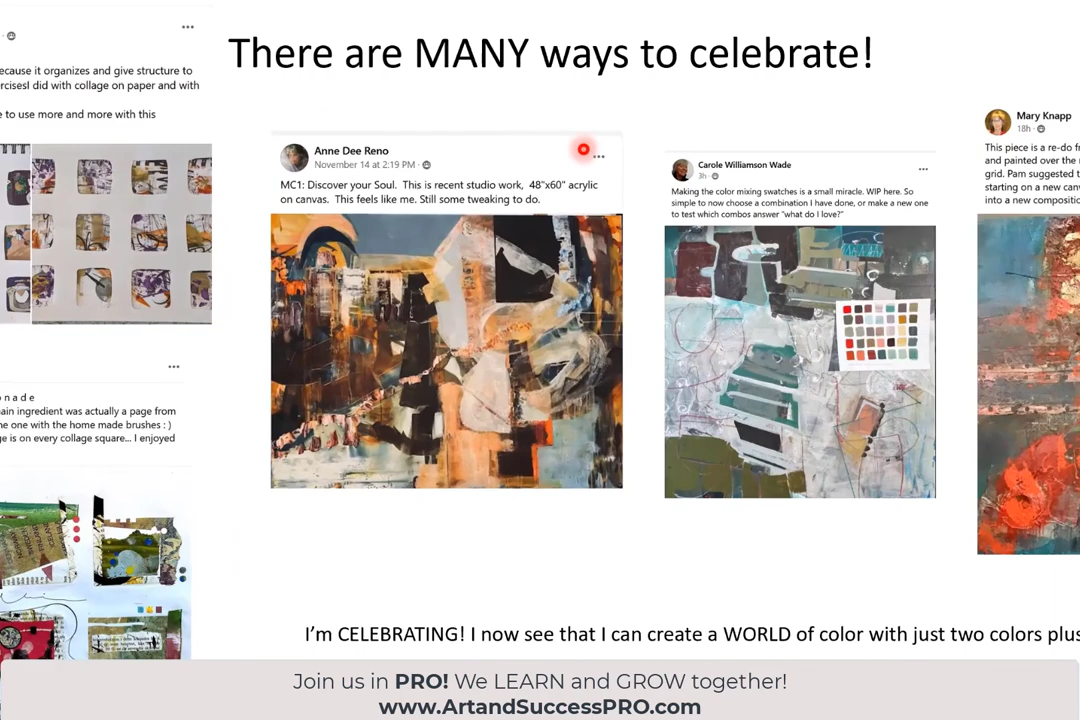 There are MANY ways to celebrate!
ecause it organizes and give structure to
rcisesI did with collage on paper and with
e to use more and more with this
o n a d e
ain ingredient was actually a page from
he one with the home made brushes : )
ge is on every collage square... I enjoyed
Anne Dee Reno
November 14 at 2:19 PM ·
MC1: Discover your Soul. This is recent studio work, 48"x60" acrylic
on canvas. This feels like me. Still some tweaking to do.
Carole Williamson Wade
3h ·
Making the color mixing swatches is a small miracle. WIP here. So
simple to now choose a combination I have done, or make a new one
to test which combos answer "what do I love?"
Mary Knapp
18h ·
This piece is a re-do fr
and painted over the r
grid. Pam suggested t
starting on a new canv
into a new compositio
I'm CELEBRATING! I now see that I can create a WORLD of color with just two colors plus
Join us in PRO! We LEARN and GROW together!
www.ArtandSuccessPRO.com